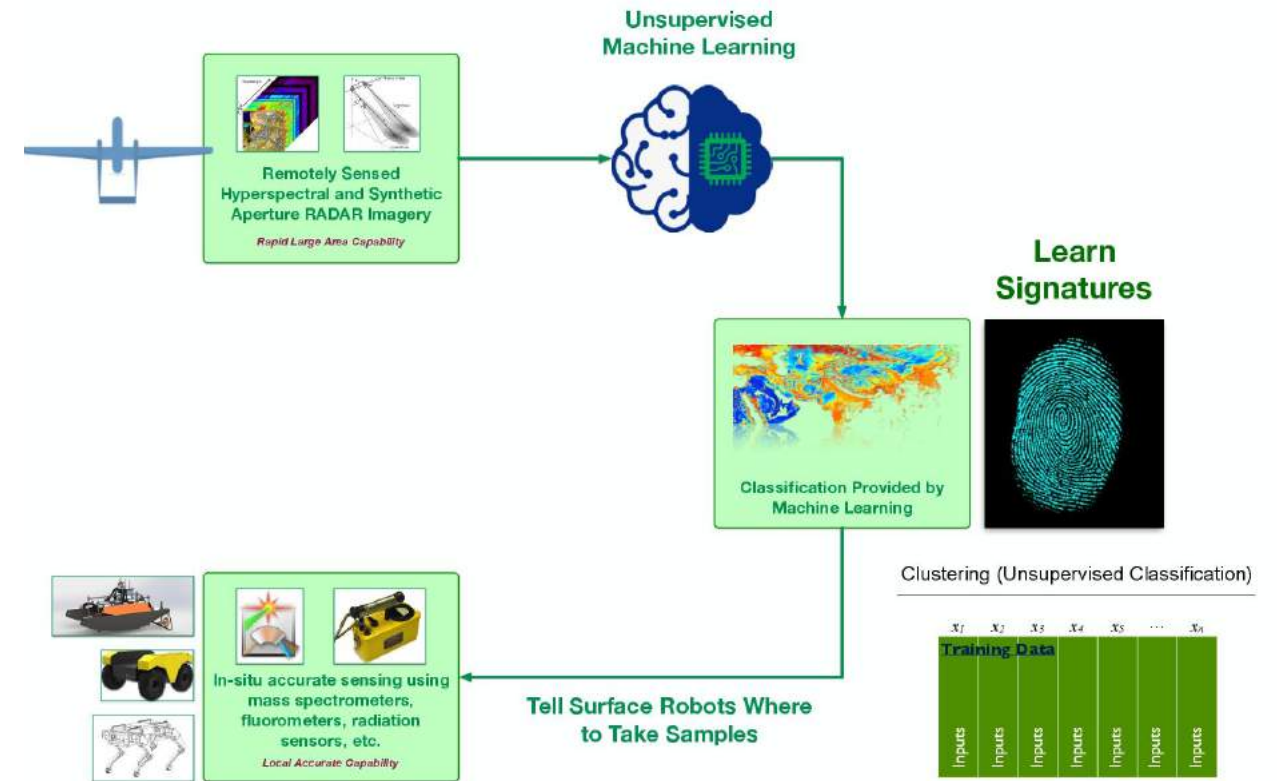 Unsupervised
Machine Learning
Remotely Sensed
Hyperspectral and Synthetic
Aperture RADAR Imagery
Rapid Large Area Capability
Learn
Signatures
Classification Provided by
Machine Learning
Clustering (Unsupervised Classification)
x1 x2 x3 x4 x5 ... xn
Training Data
Inputs Inputs Inputs Inputs Inputs Inputs Inputs
In-situ accurate sensing using
mass spectrometers,
fluorometers, radiation
sensors, etc.
Local Accurate Capability
Tell Surface Robots Where
to Take Samples